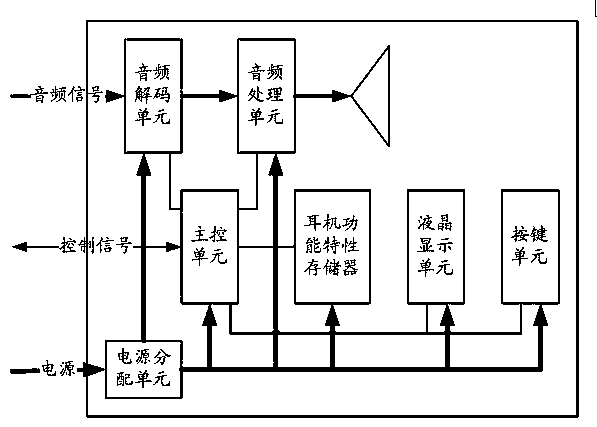 音频
解码
单元
音频
处理
单元
音频信号
主控
单元
耳机功
能特性
存储器
液晶
显示
单元
按键
单元
控制信号
电源分
配单元
电源